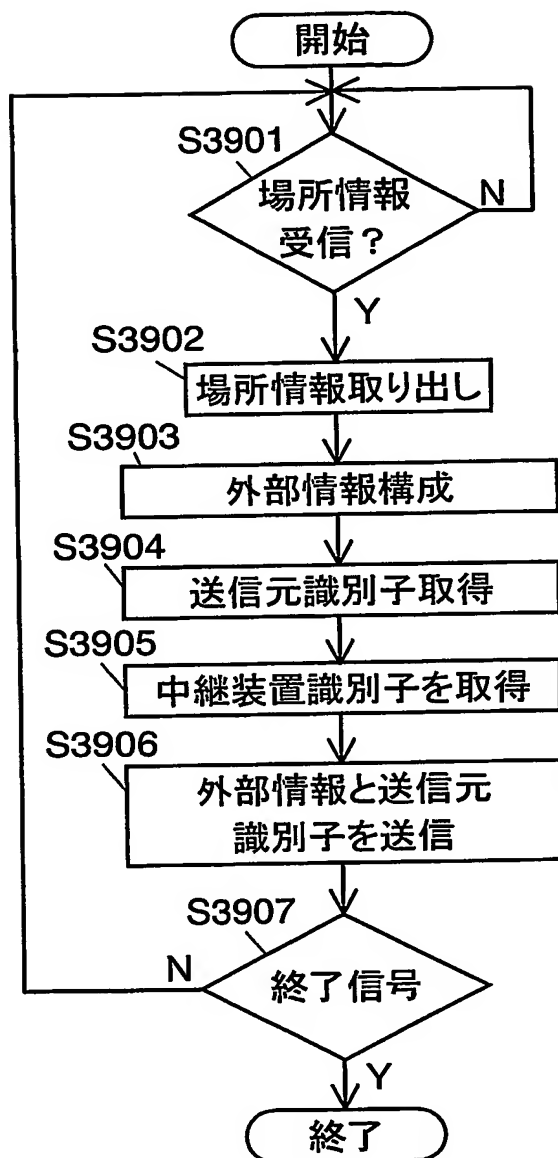 開始
S3901
場所情報
受信？
N
Y
S3902
場所情報取り出し
S3903
外部情報構成
S3904
送信元識別子取得
S3905
中継装置識別子を取得
S3906
外部情報と送信元
識別子を送信
S3907
N
終了信号
Y
終了